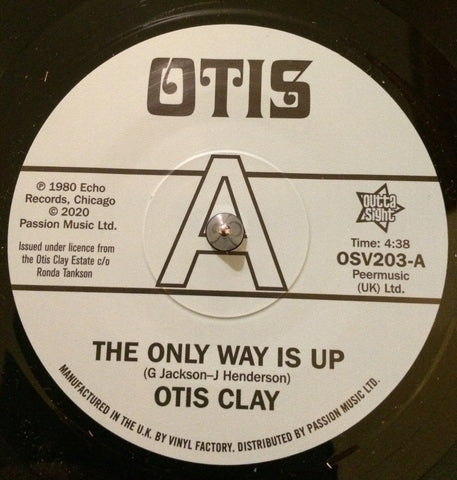 OTIS
℗ 1980 Echo
Records, Chicago
© 2020
Passion Music Ltd.
Issued under licence from
the Otis Clay Estate c/o
Ronda Tankson
A
outta
sight
Time: 4:38
OSV203-A
Peermusic
(UK) Ltd.
THE ONLY WAY IS UP
(G Jackson–J Henderson)
OTIS CLAY
MANUFACTURED IN THE U.K. BY VINYL FACTORY. DISTRIBUTED BY PASSION MUSIC LTD.